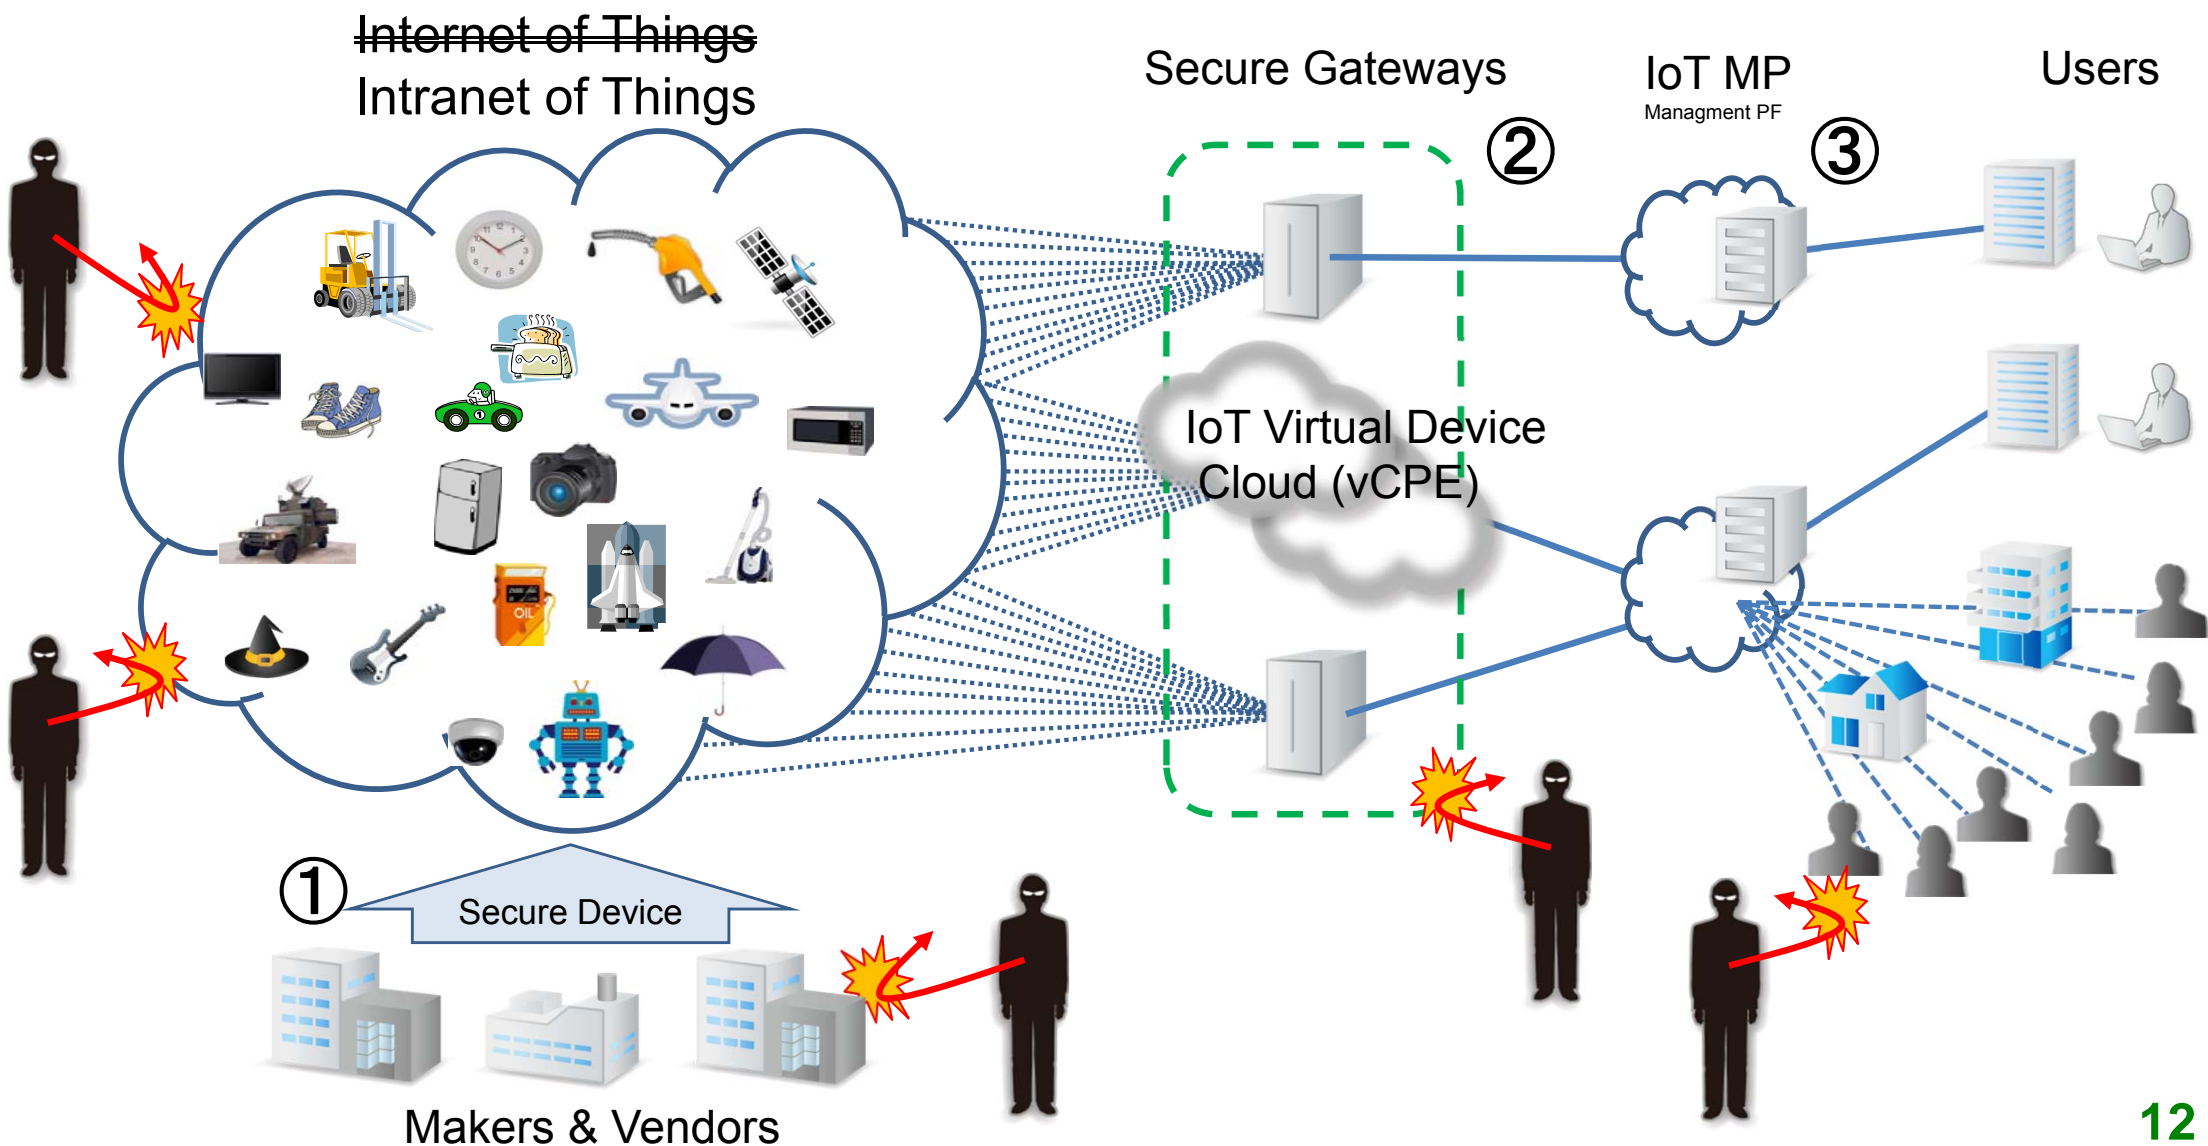 Internet of Things
Intranet of Things
Secure Gateways
IoT MP
Managment PF
Users
②
③
IoT Virtual Device
Cloud (vCPE)
OIL
①
Secure Device
Makers & Vendors
12